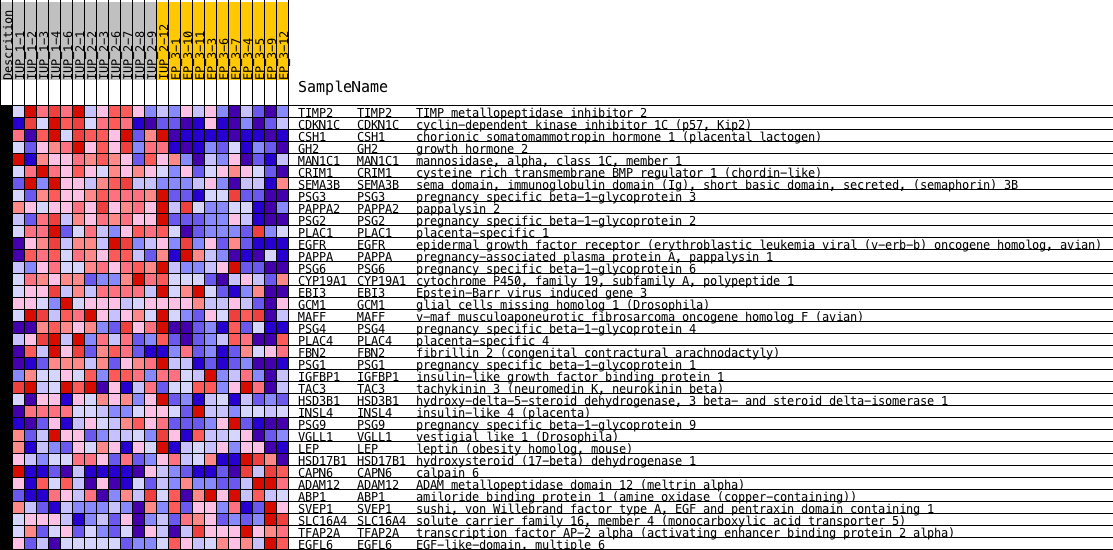 Descrition
IUP_1-1
IUP_1-2
IUP_1-3
IUP_1-4
IUP_1-6
IUP_2-1
IUP_2-2
IUP_2-3
IUP_2-6
IUP_2-7
IUP_2-8
IUP_2-9
IUP_2-12
EP_3-1
EP_3-10
EP_3-11
EP_3-3
EP_3-6
EP_3-7
EP_3-4
EP_3-5
EP_3-9
EP_3-12
SampleName
TIMP2 TIMP2 TIMP metallopeptidase inhibitor 2
CDKN1C CDKN1C cyclin-dependent kinase inhibitor 1C (p57, Kip2)
CSH1 CSH1 chorionic somatomammotropin hormone 1 (placental lactogen)
GH2 GH2 growth hormone 2
MAN1C1 MAN1C1 mannosidase, alpha, class 1C, member 1
CRIM1 CRIM1 cysteine rich transmembrane BMP regulator 1 (chordin-like)
SEMA3B SEMA3B sema domain, immunoglobulin domain (Ig), short basic domain, secreted, (semaphorin) 3B
PSG3 PSG3 pregnancy specific beta-1-glycoprotein 3
PAPPA2 PAPPA2 pappalysin 2
PSG2 PSG2 pregnancy specific beta-1-glycoprotein 2
PLAC1 PLAC1 placenta-specific 1
EGFR EGFR epidermal growth factor receptor (erythroblastic leukemia viral (v-erb-b) oncogene homolog, avian)
PAPPA PAPPA pregnancy-associated plasma protein A, pappalysin 1
PSG6 PSG6 pregnancy specific beta-1-glycoprotein 6
CYP19A1 CYP19A1 cytochrome P450, family 19, subfamily A, polypeptide 1
EBI3 EBI3 Epstein-Barr virus induced gene 3
GCM1 GCM1 glial cells missing homolog 1 (Drosophila)
MAFF MAFF v-maf musculoaponeurotic fibrosarcoma oncogene homolog F (avian)
PSG4 PSG4 pregnancy specific beta-1-glycoprotein 4
PLAC4 PLAC4 placenta-specific 4
FBN2 FBN2 fibrillin 2 (congenital contractural arachnodactyly)
PSG1 PSG1 pregnancy specific beta-1-glycoprotein 1
IGFBP1 IGFBP1 insulin-like growth factor binding protein 1
TAC3 TAC3 tachykinin 3 (neuromedin K, neurokinin beta)
HSD3B1 HSD3B1 hydroxy-delta-5-steroid dehydrogenase, 3 beta- and steroid delta-isomerase 1
INSL4 INSL4 insulin-like 4 (placenta)
PSG9 PSG9 pregnancy specific beta-1-glycoprotein 9
VGLL1 VGLL1 vestigial like 1 (Drosophila)
LEP LEP leptin (obesity homolog, mouse)
HSD17B1 HSD17B1 hydroxysteroid (17-beta) dehydrogenase 1
CAPN6 CAPN6 calpain 6
ADAM12 ADAM12 ADAM metallopeptidase domain 12 (meltrin alpha)
ABP1 ABP1 amiloride binding protein 1 (amine oxidase (copper-containing))
SVEP1 SVEP1 sushi, von Willebrand factor type A, EGF and pentraxin domain containing 1
SLC16A4 SLC16A4 solute carrier family 16, member 4 (monocarboxylic acid transporter 5)
TFAP2A TFAP2A transcription factor AP-2 alpha (activating enhancer binding protein 2 alpha)
EGFL6 EGFL6 EGF-like-domain, multiple 6